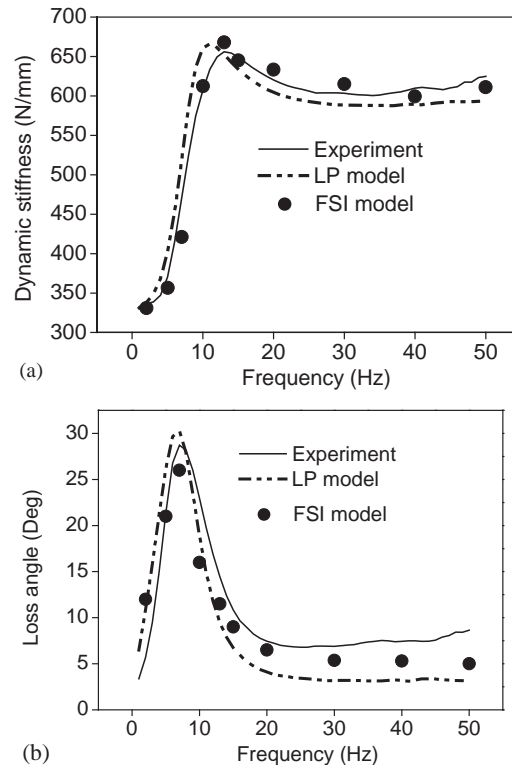 700
650
600
550
500
450
400
350
300
Dynamic stiffness (N/mm)
Experiment
LP model
FSI model
0 10 20 30 40 50
Frequency (Hz)
(a)
30
25
20
15
10
5
0
Loss angle (Deg)
Experiment
LP model
FSI model
0 10 20 30 40 50
Frequency (Hz)
(b)